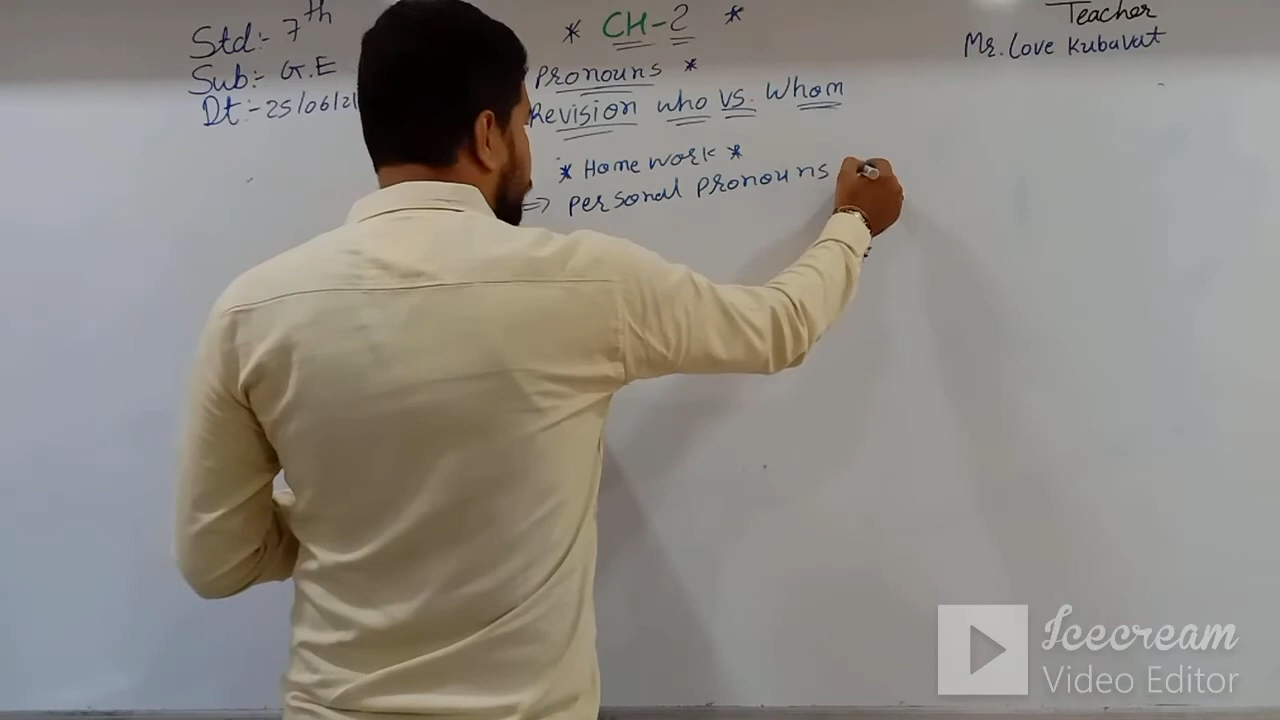 Std:- 7th
Sub:- G.E
Dt:-25/06/21
* CH-2 *
Pronouns *
Revision who vs. Whom
* Home work *
=> Personal Pronouns
Teacher
Mr. Love Kubavat
Icecream
Video Editor